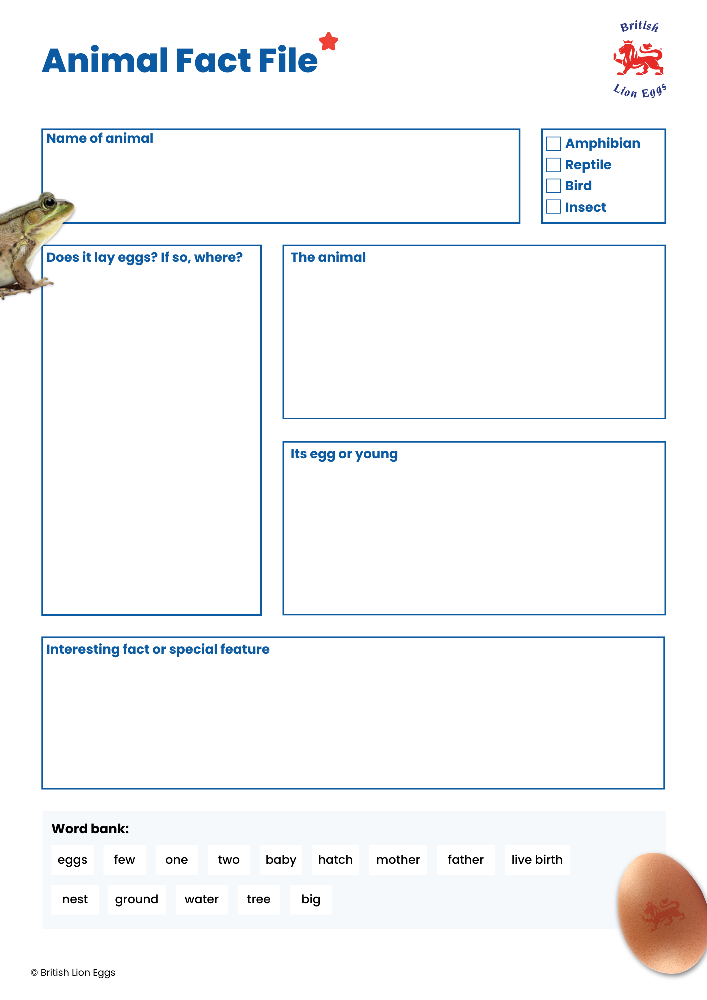 Animal Fact File
British
Lion Eggs
Name of animal
Amphibian
Reptile
Bird
Insect
Does it lay eggs? If so, where?
The animal
Its egg or young
Interesting fact or special feature
Word bank:
eggs few one two baby hatch mother father live birth
nest ground water tree big
© British Lion Eggs